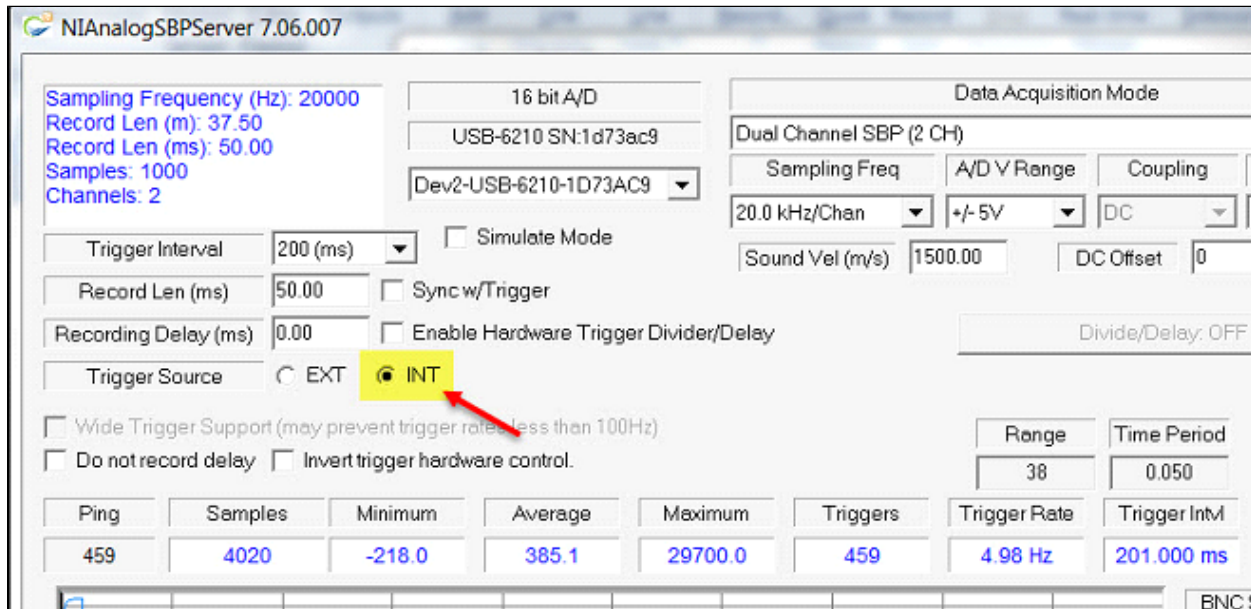 NIAnalogSBPServer 7.06.007
Sampling Frequency (Hz): 20000
Record Len (m): 37.50
Record Len (ms): 50.00
Samples: 1000
Channels: 2
16 bit A/D
USB-6210 SN:1d73ac9
Dev2-USB-6210-1D73AC9
Data Acquisition Mode
Dual Channel SBP (2 CH)
Sampling Freq A/D V Range Coupling
20.0 kHz/Chan +/- 5V DC
Sound Vel (m/s) 1500.00 DC Offset 0
Trigger Interval 200 (ms) Simulate Mode
Record Len (ms) 50.00 Sync w/Trigger
Recording Delay (ms) 0.00 Enable Hardware Trigger Divider/Delay
Divide/Delay: OFF
Trigger Source EXT INT
Wide Trigger Support (may prevent trigger rates less than 100Hz)
Do not record delay Invert trigger hardware control.
Range Time Period
38 0.050
Ping Samples Minimum Average Maximum Triggers Trigger Rate Trigger Intvl
459 4020 -218.0 385.1 29700.0 459 4.98 Hz 201.000 ms
BNC